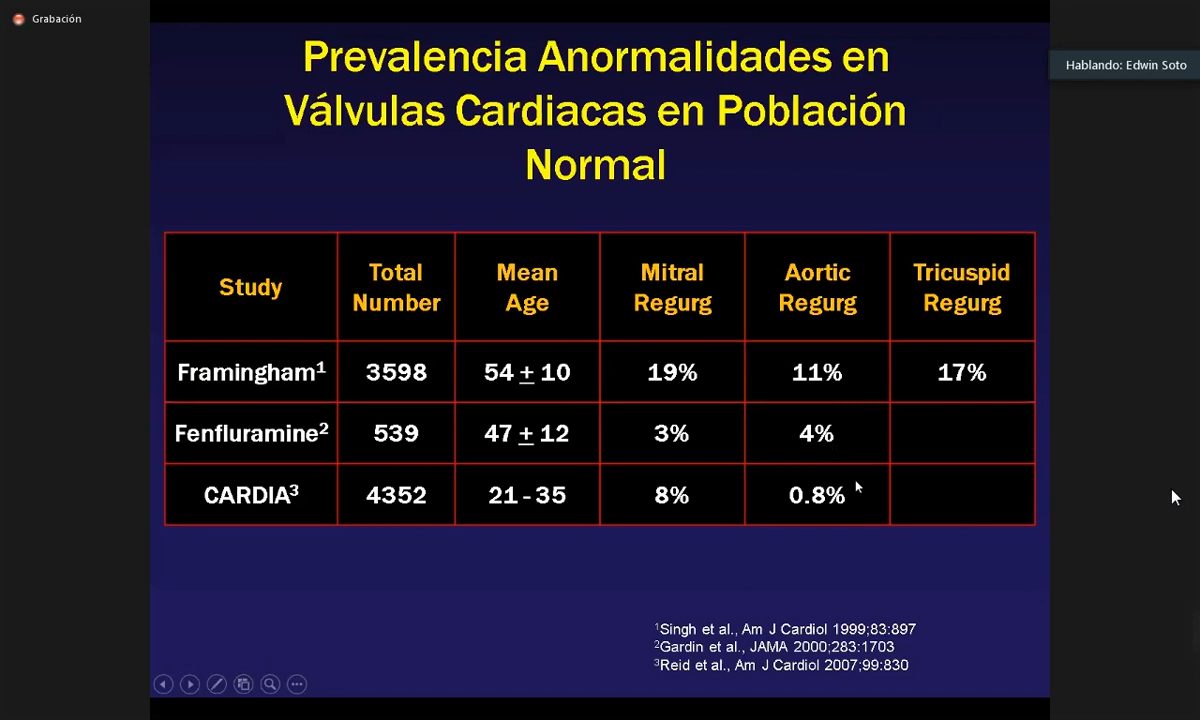 Grabación
Hablando: Edwin Soto
Prevalencia Anormalidades en
Válvulas Cardiacas en Población
Normal
Study
Total
Number
Mean
Age
Mitral
Regurg
Aortic
Regurg
Tricuspid
Regurg
Framingham¹ 3598 54 ± 10 19% 11% 17%
Fenfluramine² 539 47 ± 12 3% 4%
CARDIA³ 4352 21 - 35 8% 0.8%
¹Singh et al., Am J Cardiol 1999;83:897
²Gardin et al., JAMA 2000;283:1703
³Reid et al., Am J Cardiol 2007;99:830